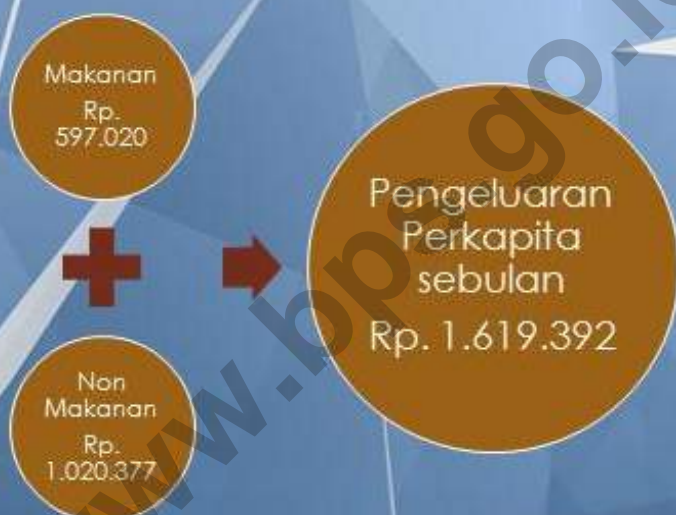 Makanan
Rp.
597.020
Non
Makanan
Rp.
1.020.377
Pengeluaran
Perkapita
sebulan
Rp. 1.619.392
www.bps.go.id